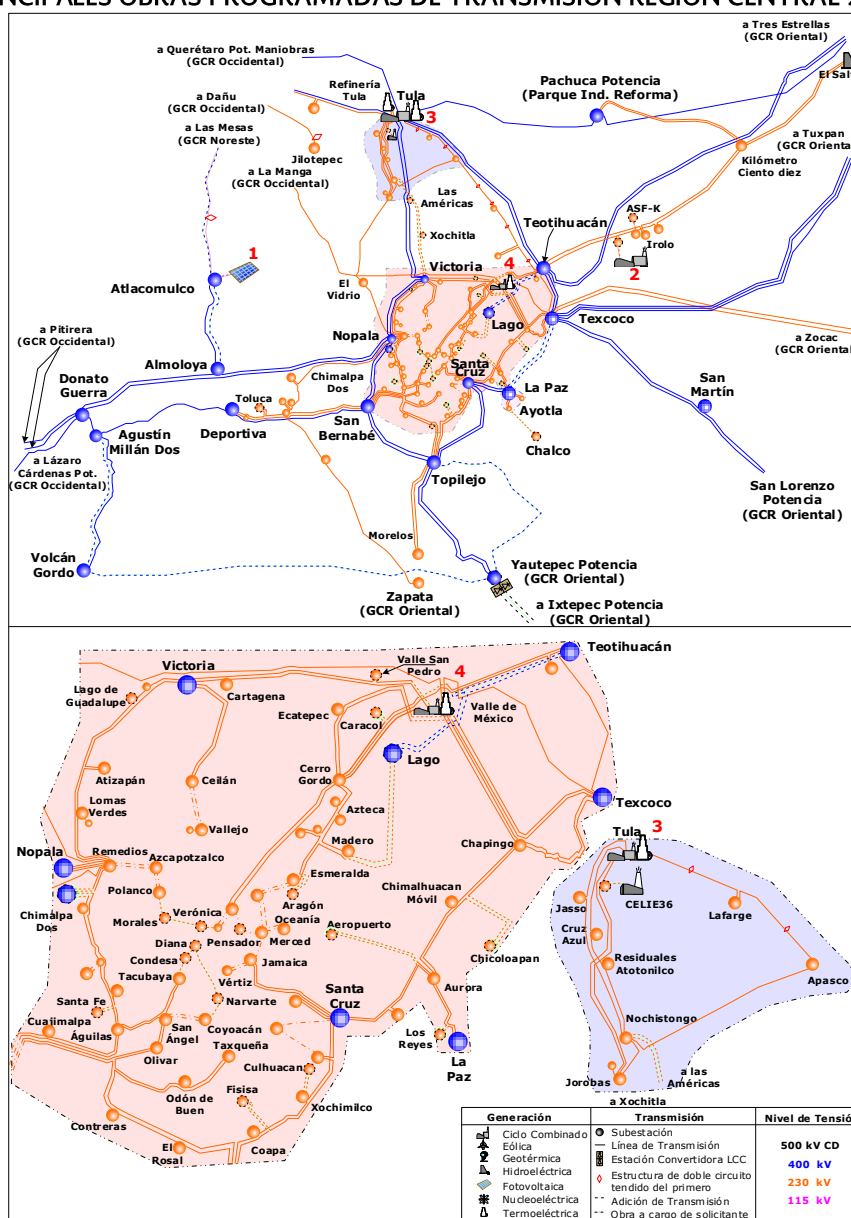 NCIPALES OBRAS PROGRAMADAS DE TRANSMISIÓN REGIÓN CENTRAL
a Tres Estrellas
(GCR Oriental)
a Querétaro Pot. Maniobras
(GCR Occidental)
Refinería
Tula
Tula
3
Pachuca Potencia
(Parque Ind. Reforma)
El Salt
a Dañu
(GCR Occidental)
a Las Mesas
(GCR Noreste)
Jilotepec
a La Manga
(GCR Occidental)
a Tuxpan
(GCR Orienta
Kilómetro
Ciento diez
Las
Américas
Xochitla
ASF-K
Teotihuacán
Irolo
2
1
Atlacomulco
Victoria
4
El
Vidrio
Lago
Texcoco
a Pitirera
(GCR Occidental)
Nopala
a Zocac
(GCR Oriental
Almoloya
Donato
Guerra
Chimalpa
Dos
Santa
Cruz
La Paz
San
Martín
Toluca
Deportiva
San
Bernabé
Ayotla
Agustín
Millán Dos
Chalco
a Lázaro
Cárdenas Pot.
(GCR Occidental)
Topilejo
San Lorenzo
Potencia
(GCR Oriental)
Morelos
Volcán
Gordo
Yautepec Potencia
(GCR Oriental)
Zapata
(GCR Oriental)
a Ixtepec Potencia
(GCR Oriental)
Teotihuacán
Victoria
Valle San
Pedro
4
Lago de
Guadalupe
Cartagena
Ecatepec
Caracol
Valle de
México
Lago
Atizapán
Ceilán
Cerro
Gordo
Lomas
Verdes
Azteca
Texcoco
Vallejo
Madero
Chapingo
3
Tula
Nopala
Remedios
Azcapotzalco
Esmeralda
Polanco
Aragón
Chimalhuacan
Móvil
CELIE36
Jasso
Lafarge
Chimalpa
Dos
Morales
Verónica
Oceanía
Aeropuerto
Cruz
Azul
Diana
Pensador
Merced
Chicoloapan
Condesa
Jamaica
Residuales
Atotonilco
Tacubaya
Vértiz
Aurora
Apasco
Santa Fe
Narvarte
Santa
Cruz
Cuajimalpa
Águilas
San
Ángel
Coyoacán
Los
Reyes
Nochistongo
Olivar
Taxqueña
La
Paz
Culhuacan
a las
Américas
Odón de
Buen
Fisisa
Jorobas
Xochimilco
a Xochitla
Contreras
El
Rosal
Coapa
Generación
Transmisión
Nivel de Tensió
Ciclo Combinado
Eólica
Geotérmica
Hidroeléctrica
Fotovoltaica
Nucleoeléctrica
Termoeléctrica
Subestación
Línea de Transmisión
Estación Convertidora LCC
Estructura de doble circuito
tendido del primero
Adición de Transmisión
Obra a cargo de solicitante
500 kV CD
400 kV
230 kV
115 kV